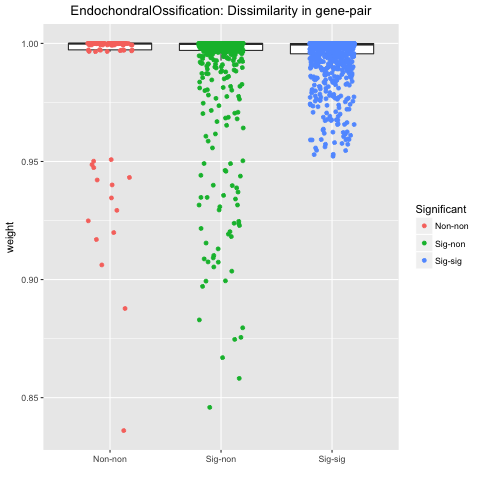 EndochondralOssification: Dissimilarity in gene-pair
1.00
0.95
0.90
0.85
weight
Non-non
Sig-non
Sig-sig
Significant
Non-non
Sig-non
Sig-sig